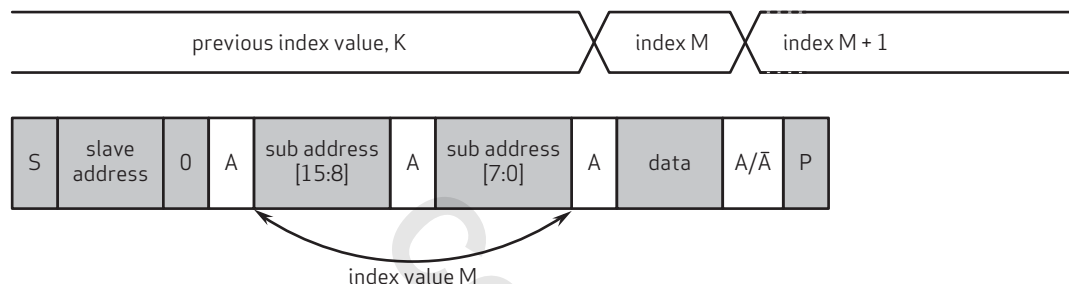 previous index value, K
index M
index M + 1
S
slave
address
0
A
sub address
[15:8]
A
sub address
[7:0]
A
data
A/Ā
P
index value M